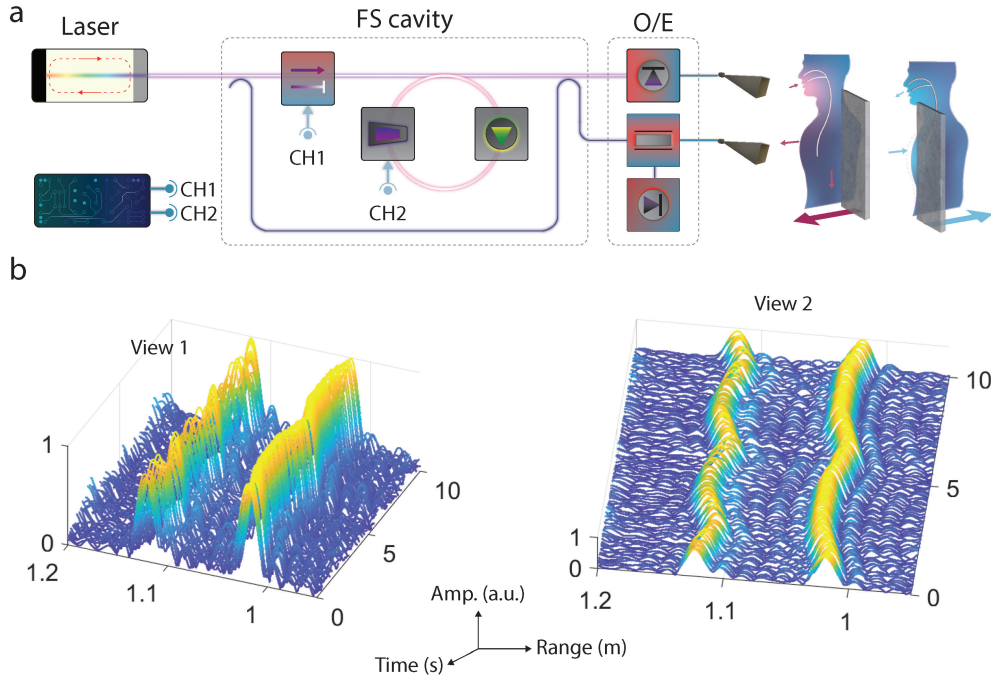 a
Laser
FS cavity
O/E
CH1
CH2
CH1
CH2
b
View 1
View 2
1
0
1.2
1.1
1
0
5
10
1
0
1.2
1.1
1
0
5
10
Amp. (a.u.)
Range (m)
Time (s)